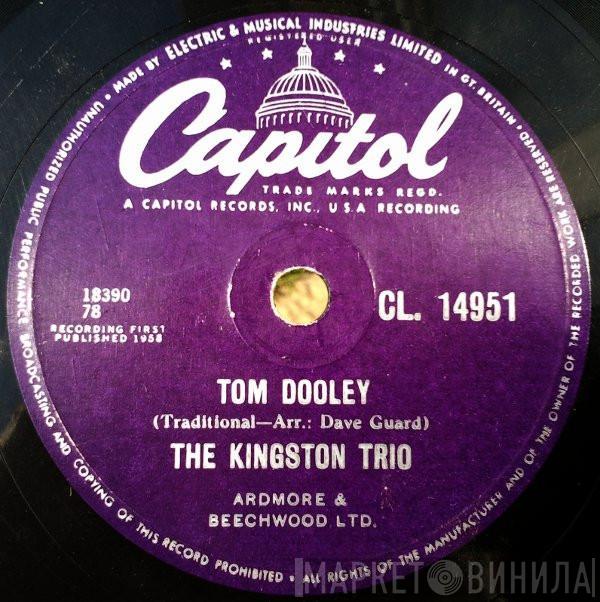 MADE BY ELECTRIC & MUSICAL INDUSTRIES LIMITED IN GT. BRITAIN • ALL RIGHTS OF THE MANUFACTURER AND OF THE OWNER OF THE RECORDED WORK ARE RESERVED • UNAUTHORIZED PUBLIC PERFORMANCE BROADCASTING AND COPYING OF THIS RECORD PROHIBITED •
REGISTERED USER
Capitol
TRADE MARKS REGD.
A CAPITOL RECORDS, INC., U.S.A RECORDING
18390
78
RECORDING FIRST
PUBLISHED 1958
CL. 14951
TOM DOOLEY
(Traditional—Arr.: Dave Guard)
THE KINGSTON TRIO
ARDMORE &
BEECHWOOD LTD.
МАРКЕТ ВИНИЛА